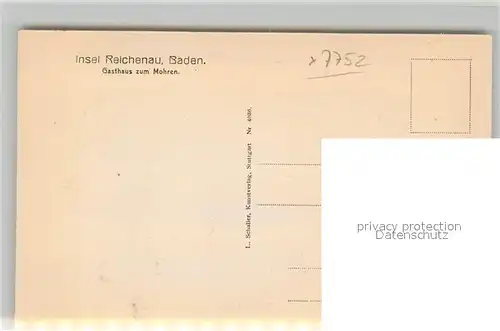 Insel Reichenau, Baden.
Gasthaus zum Mohren.
x 7752
L. Schaller, Kunstverlag, Stuttgart Nr
privacy protection
Datenschutz